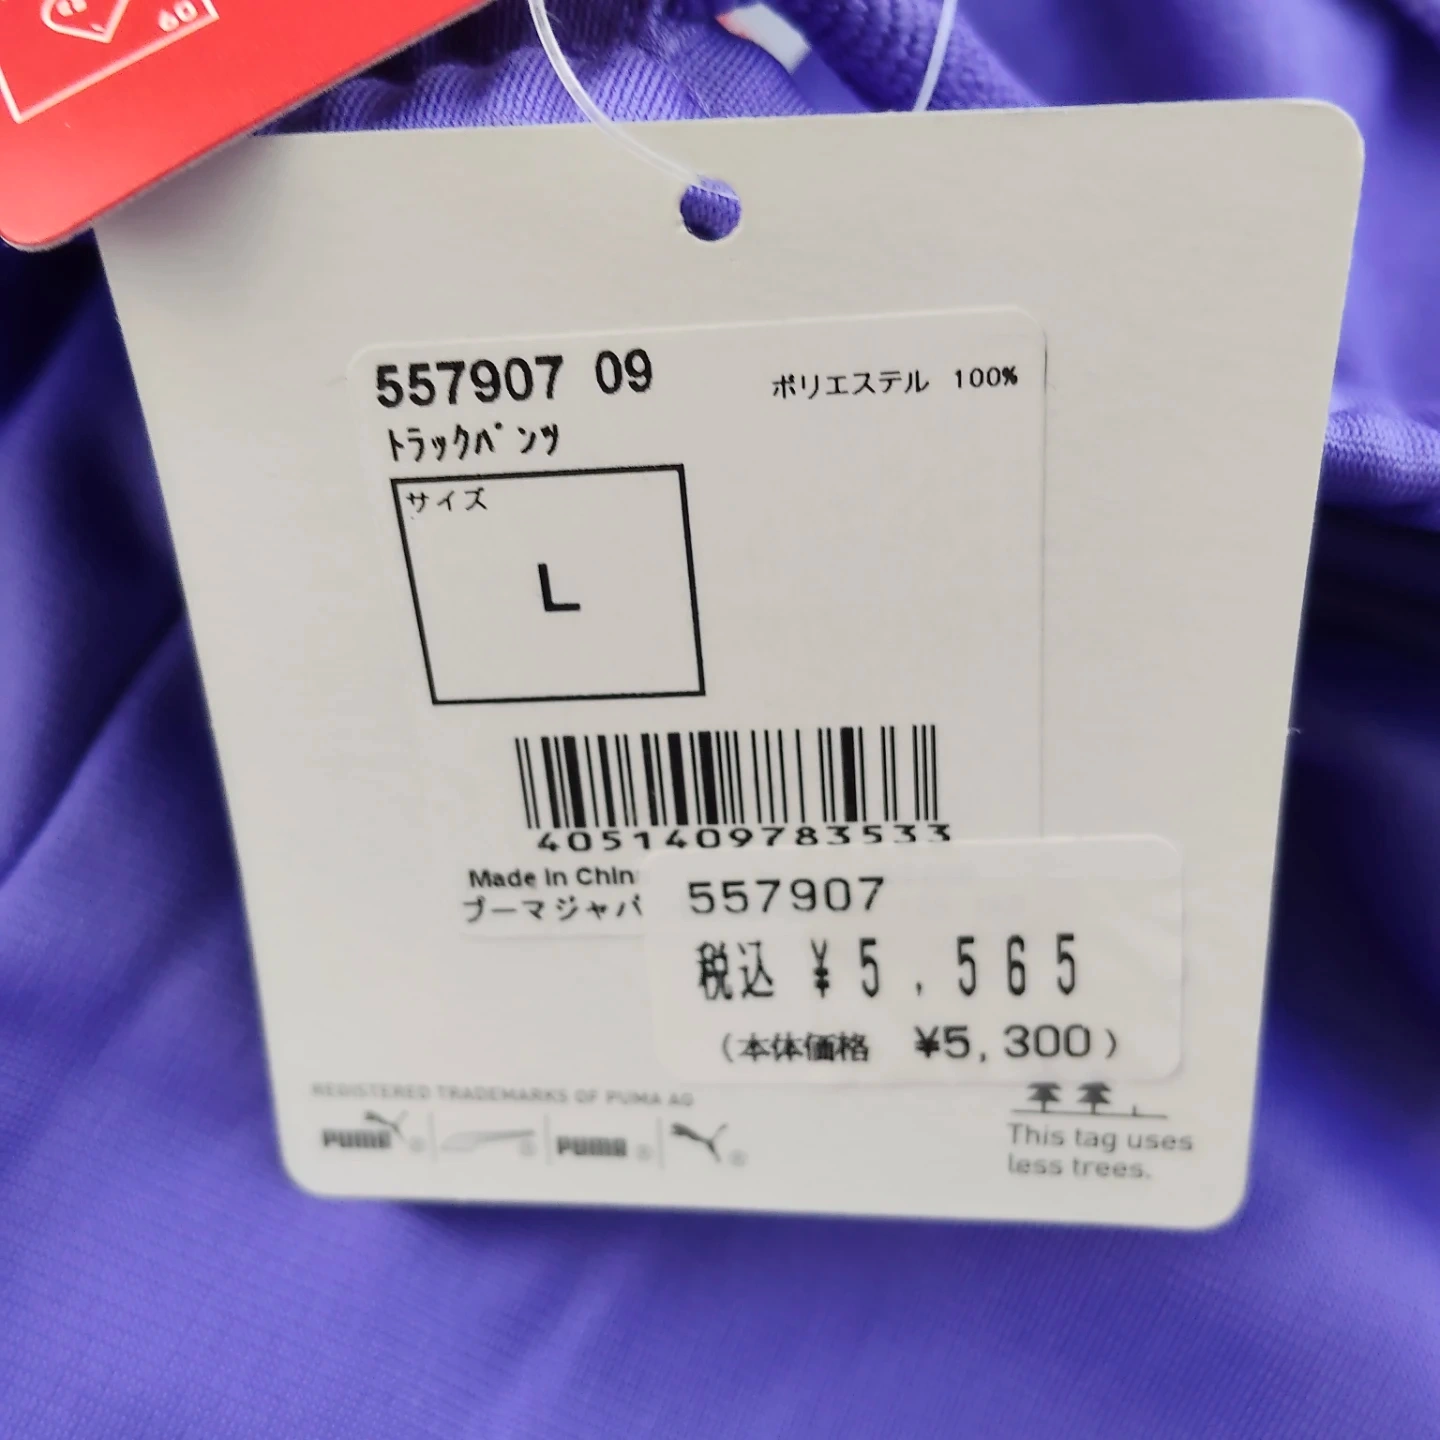 60
557907 09
ポリエステル 100%
ﾄﾗｯｸﾊﾟﾝﾂ
サイズ
L
4051409783533
Made in Chin
プーマジャパ
557907
税込 ¥5,565
(本体価格 ¥5,300)
REGISTERED TRADEMARKS OF PUMA AG
PUMA ® ® PUMA ® ®
This tag uses
less trees.